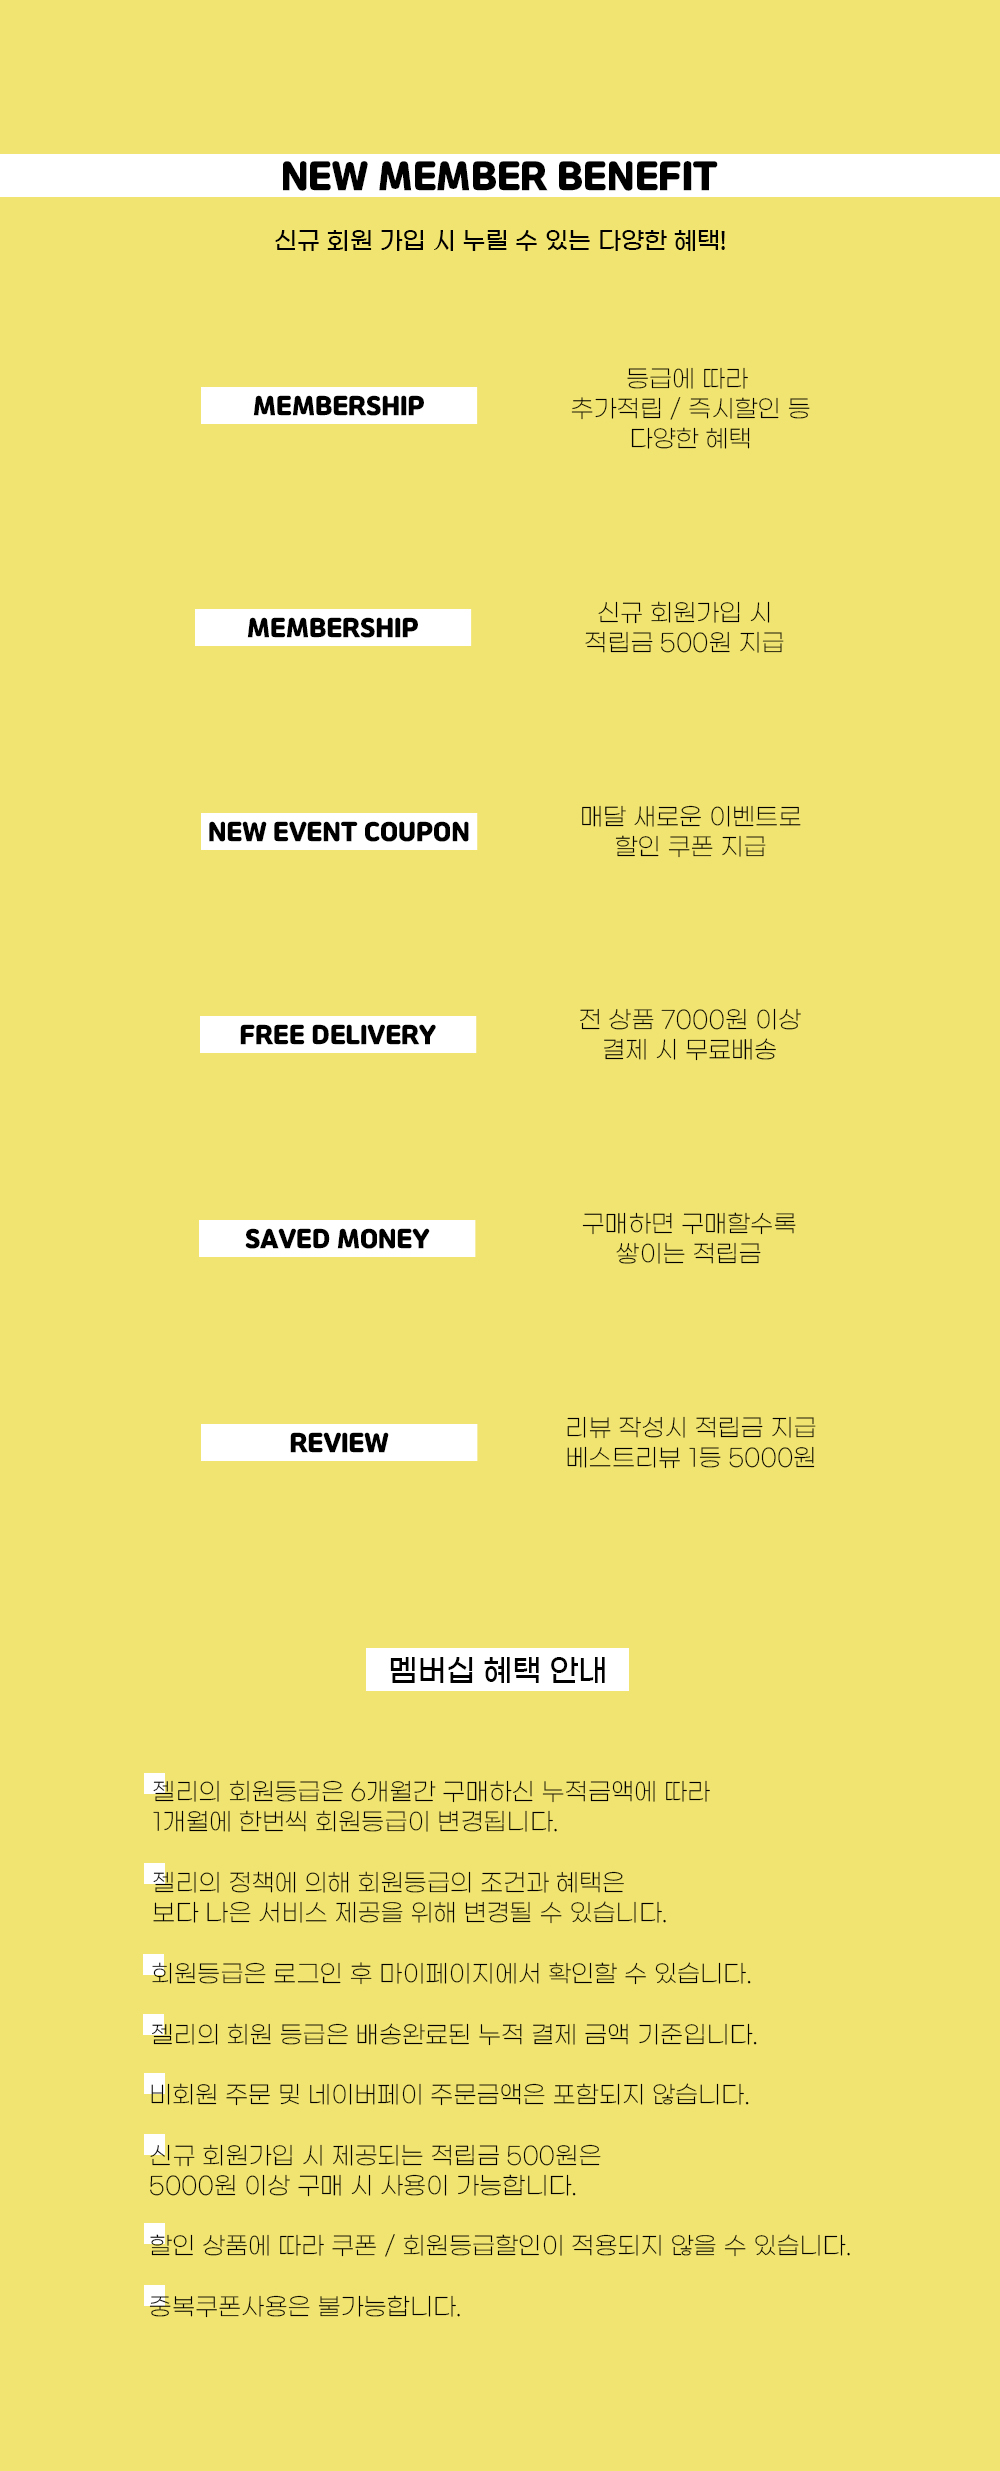 NEW MEMBER BENEFIT
신규 회원 가입 시 누릴 수 있는 다양한 혜택!
MEMBERSHIP
등급에 따라
추가적립 / 즉시할인 등
다양한 혜택
MEMBERSHIP
신규 회원가입 시
적립금 500원 지급
NEW EVENT COUPON
매달 새로운 이벤트로
할인 쿠폰 지급
FREE DELIVERY
전 상품 7000원 이상
결제 시 무료배송
SAVED MONEY
구매하면 구매할수록
쌓이는 적립금
REVIEW
리뷰 작성시 적립금 지급
베스트리뷰 1등 5000원
멤버십 혜택 안내
젤리의 회원등급은 6개월간 구매하신 누적금액에 따라
1개월에 한번씩 회원등급이 변경됩니다.
젤리의 정책에 의해 회원등급의 조건과 혜택은
보다 나은 서비스 제공을 위해 변경될 수 있습니다.
회원등급은 로그인 후 마이페이지에서 확인할 수 있습니다.
젤리의 회원 등급은 배송완료된 누적 결제 금액 기준입니다.
비회원 주문 및 네이버페이 주문금액은 포함되지 않습니다.
신규 회원가입 시 제공되는 적립금 500원은
5000원 이상 구매 시 사용이 가능합니다.
할인 상품에 따라 쿠폰 / 회원등급할인이 적용되지 않을 수 있습니다.
중복쿠폰사용은 불가능합니다.